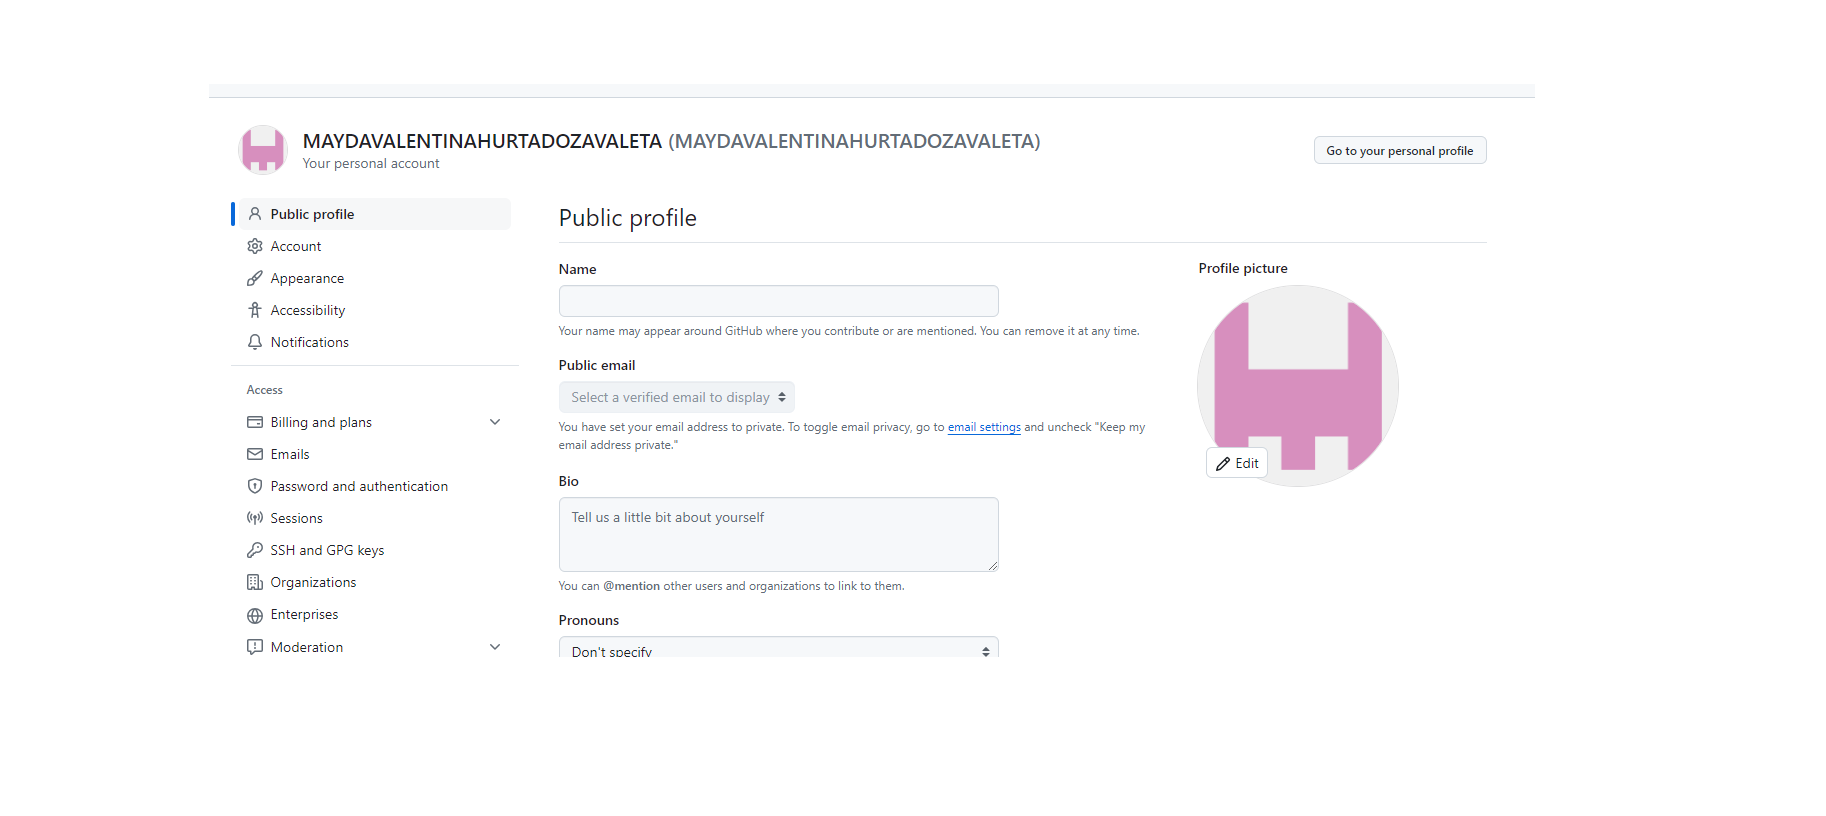 MAYDAVALENTINAHURTADOZAVALETA (MAYDAVALENTINAHURTADOZAVALETA)
Your personal account
Go to your personal profile
Public profile
Account
Appearance
Accessibility
Notifications
Access
Billing and plans
Emails
Password and authentication
Sessions
SSH and GPG keys
Organizations
Enterprises
Moderation
Public profile
Name
Your name may appear around GitHub where you contribute or are mentioned. You can remove it at any time.
Public email
Select a verified email to display
You have set your email address to private. To toggle email privacy, go to email settings and uncheck "Keep my
email address private."
Bio
Tell us a little bit about yourself
You can @mention other users and organizations to link to them.
Pronouns
Don't specify
Profile picture
Edit